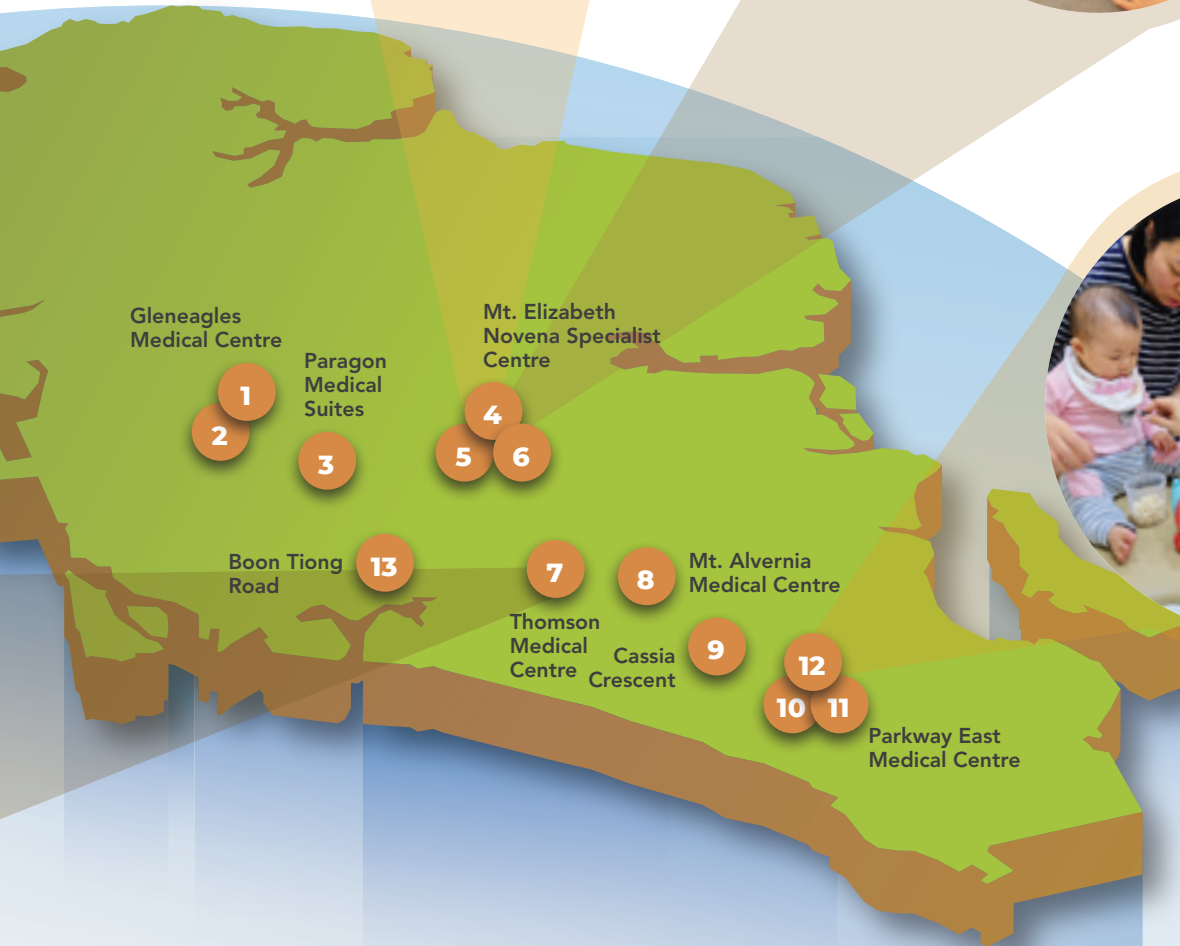 Gleneagles
Medical Centre
1
2
Paragon
Medical
Suites
3
Mt. Elizabeth
Novena Specialist
Centre
4
5
6
Boon Tiong
Road
13
7
Thomson
Medical
Centre
8
Mt. Alvernia
Medical Centre
Cassia
Crescent
9
12
10
11
Parkway East
Medical Centre